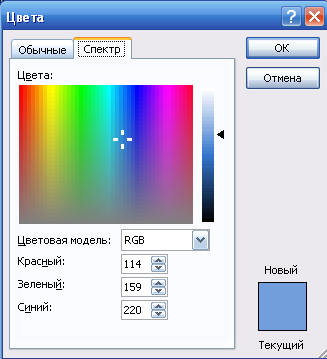 Цвета
Обычные
Спектр
OK
Отмена
Цвета:
Цветовая модель: RGB
Красный: 114
Зеленый: 159
Синий: 220
Новый
Текущий